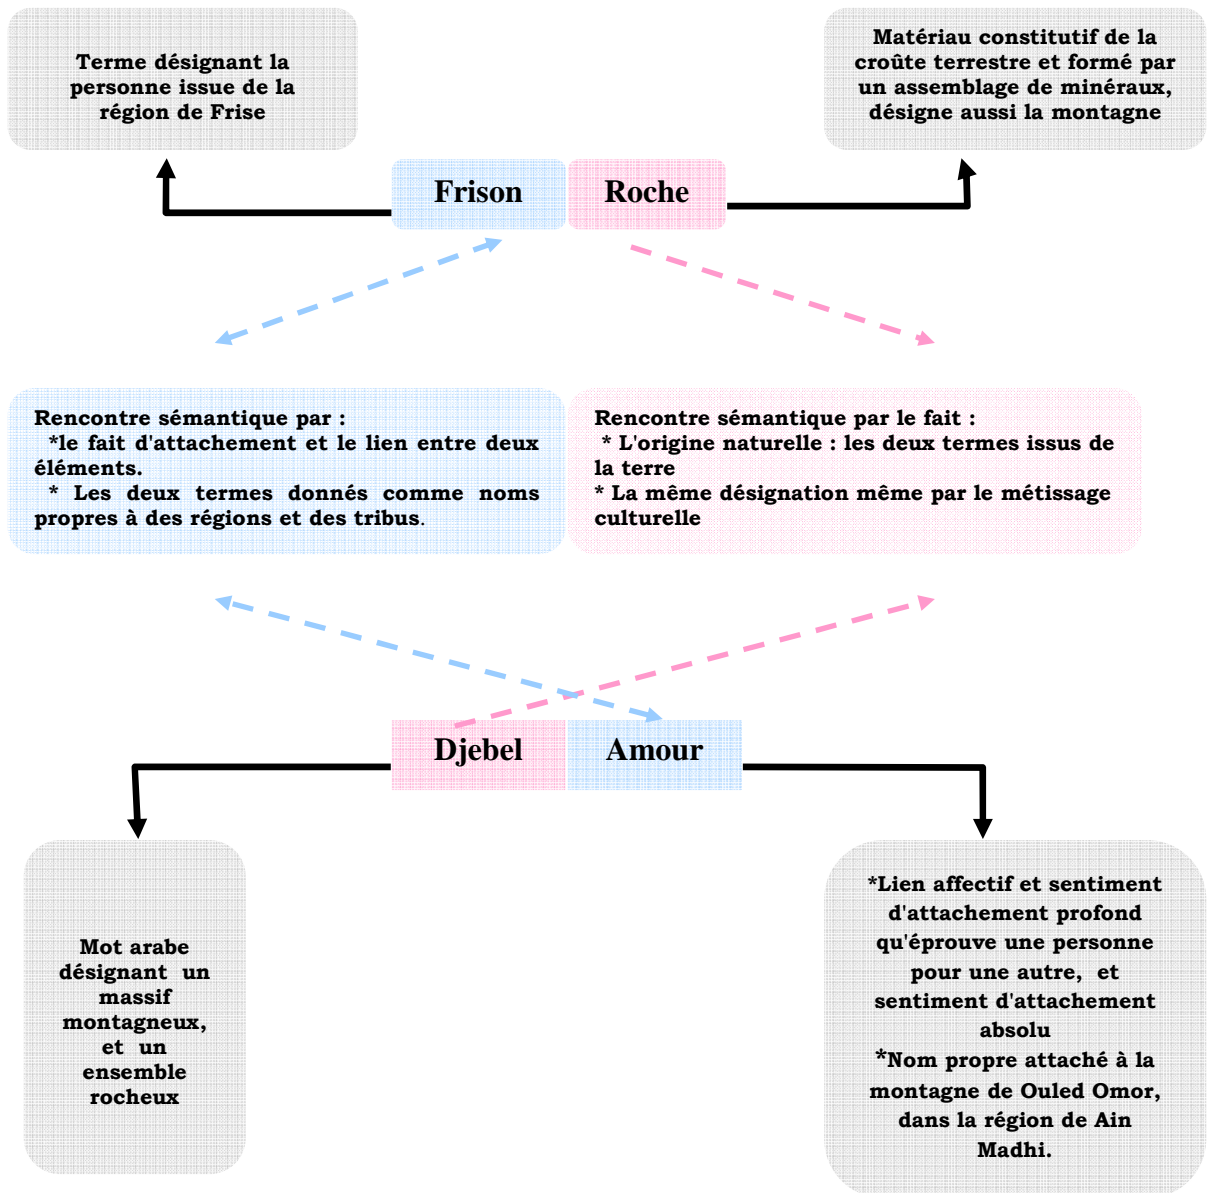 Terme désignant la
personne issue de la
région de Frise
Matériau constitutif de la
croûte terrestre et formé par
un assemblage de minéraux,
désigne aussi la montagne
Frison
Roche
Rencontre sémantique par :
*le fait d'attachement et le lien entre deux
éléments.
* Les deux termes donnés comme noms
propres à des régions et des tribus.
Rencontre sémantique par le fait :
* L'origine naturelle : les deux termes issus de
la terre
* La même désignation même par le métissage
culturelle
Djebel
Amour
Mot arabe
désignant un
massif
montagneux,
et un
ensemble
rocheux
*Lien affectif et sentiment
d'attachement profond
qu'éprouve une personne
pour une autre, et
sentiment d'attachement
absolu
*Nom propre attaché à la
montagne de Ouled Omor,
dans la région de Ain
Madhi.